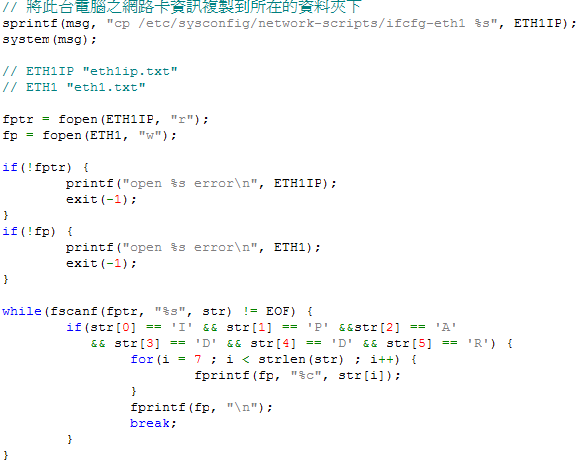 // 將此台電腦之網路卡資訊複製到所在的資料夾下
sprintf(msg, "cp /etc/sysconfig/network-scripts/ifcfg-eth1 %s", ETH1IP);
system(msg);
// ETH1IP "eth1ip.txt"
// ETH1 "eth1.txt"
fptr = fopen(ETH1IP, "r");
fp = fopen(ETH1, "w");
if(!fptr) {
printf("open %s error\n", ETH1IP);
exit(-1);
}
if(!fp) {
printf("open %s error\n", ETH1);
exit(-1);
}
while(fscanf(fptr, "%s", str) != EOF) {
if(str[0] == 'I' && str[1] == 'P' &&str[2] == 'A'
&& str[3] == 'D' && str[4] == 'D' && str[5] == 'R') {
for(i = 7 ; i < strlen(str) ; i++) {
fprintf(fp, "%c", str[i]);
}
fprintf(fp, "\n");
break;
}
}